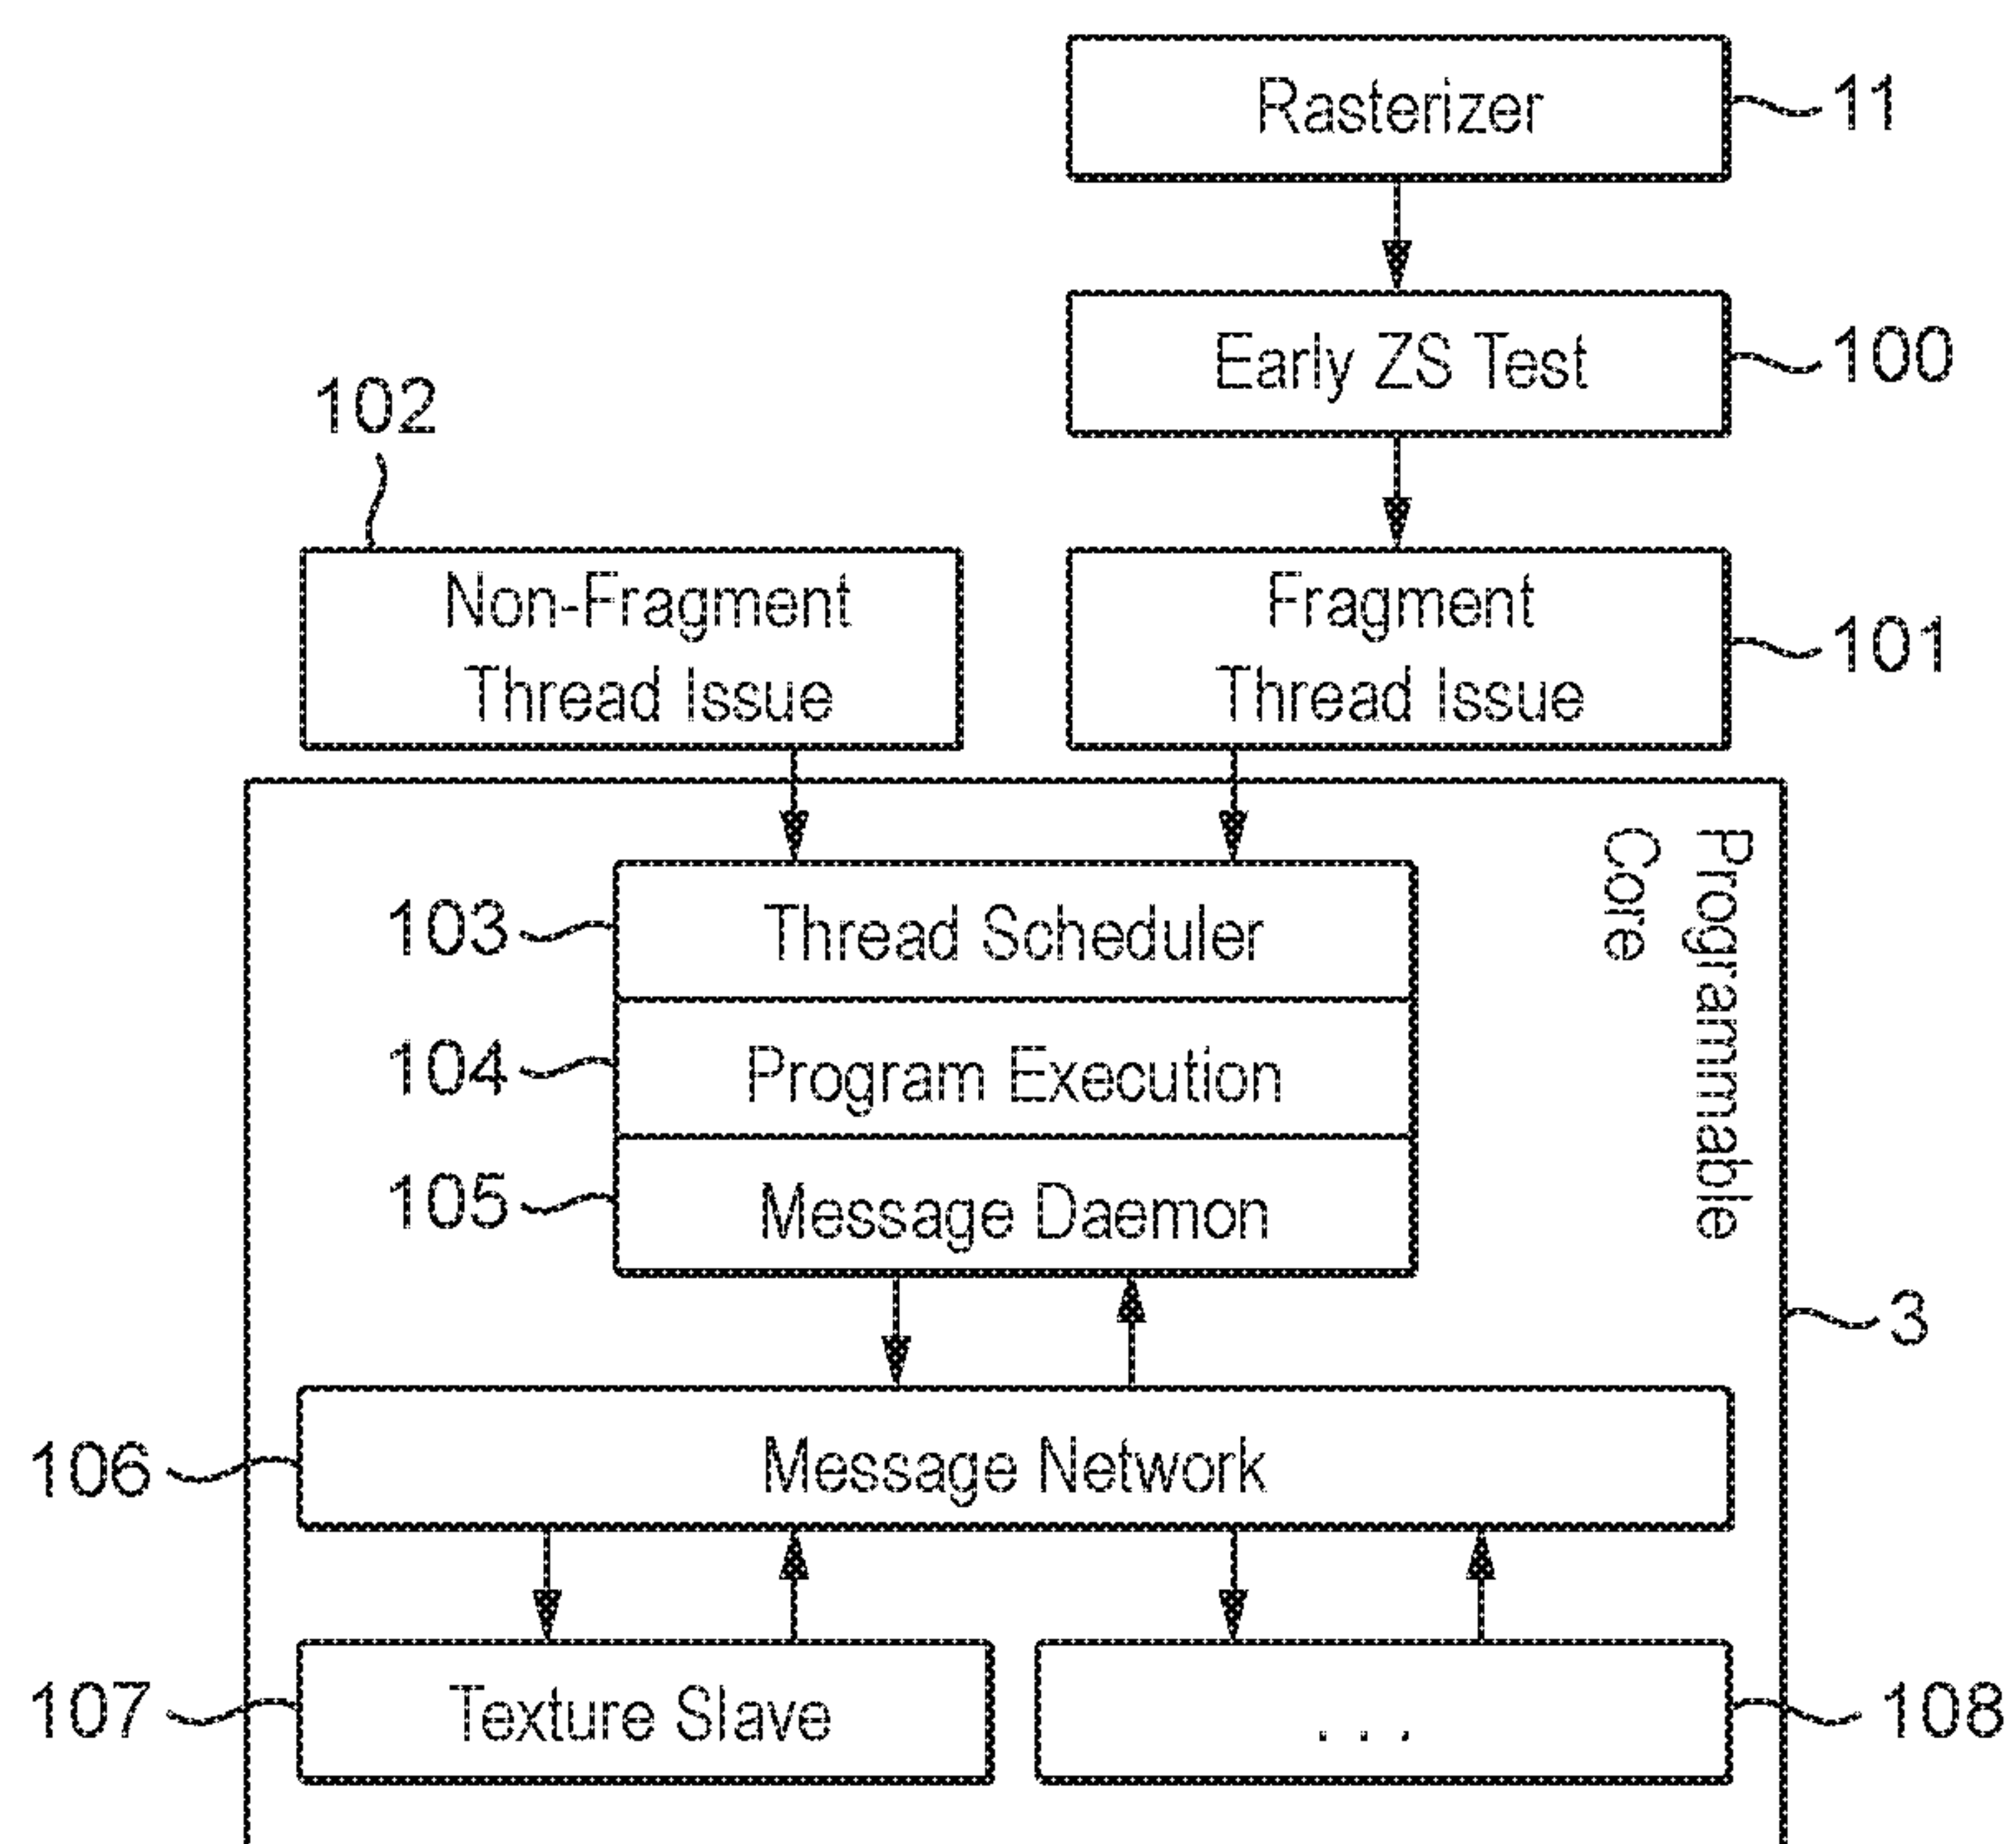 Rasterizer
11
Early ZS Test
100
102
Non-Fragment
Thread Issue
Fragment
Thread Issue
101
Programmable
Core
103
Thread Scheduler
104
Program Execution
105
Message Daemon
3
106
Message Network
107
Texture Slave
. . .
108